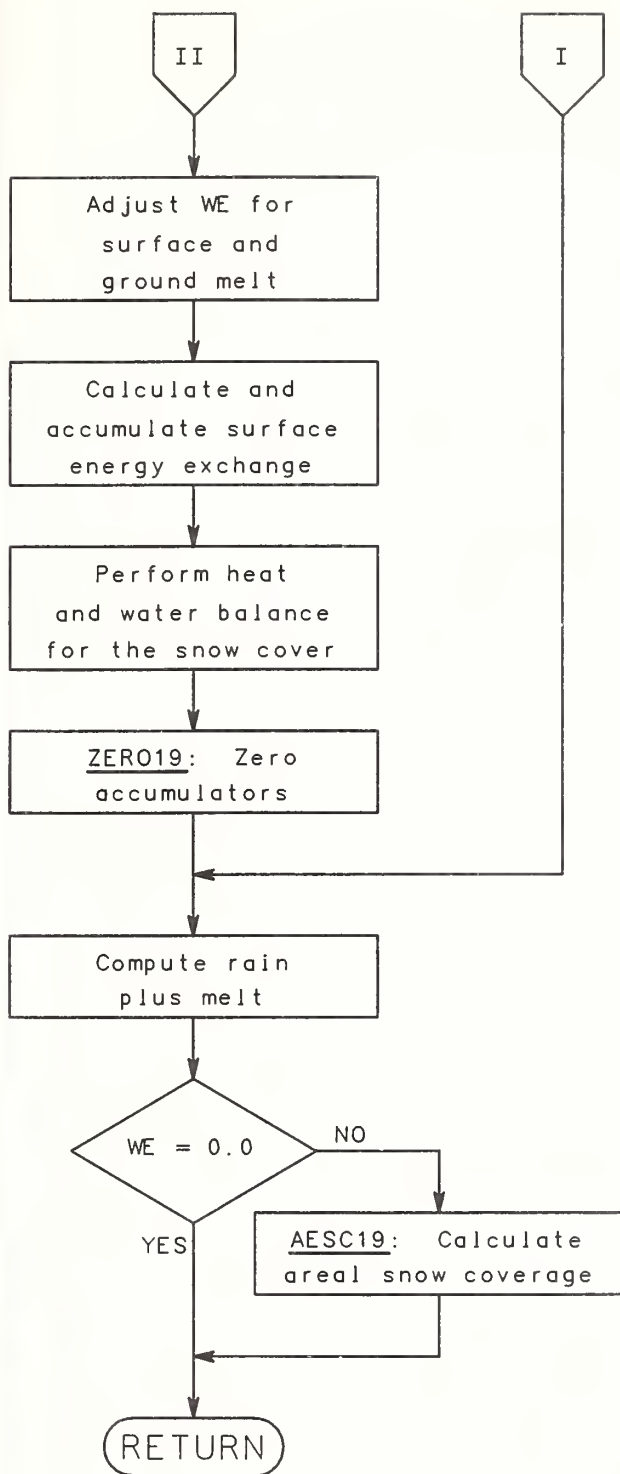 II
I
Adjust WE for
surface and
ground melt
Calculate and
accumulate surface
energy exchange
Perform heat
and water balance
for the snow cover
ZERO19: Zero
accumulators
Compute rain
plus melt
WE = 0.0
NO
YES
AESC19: Calculate
areal snow coverage
RETURN